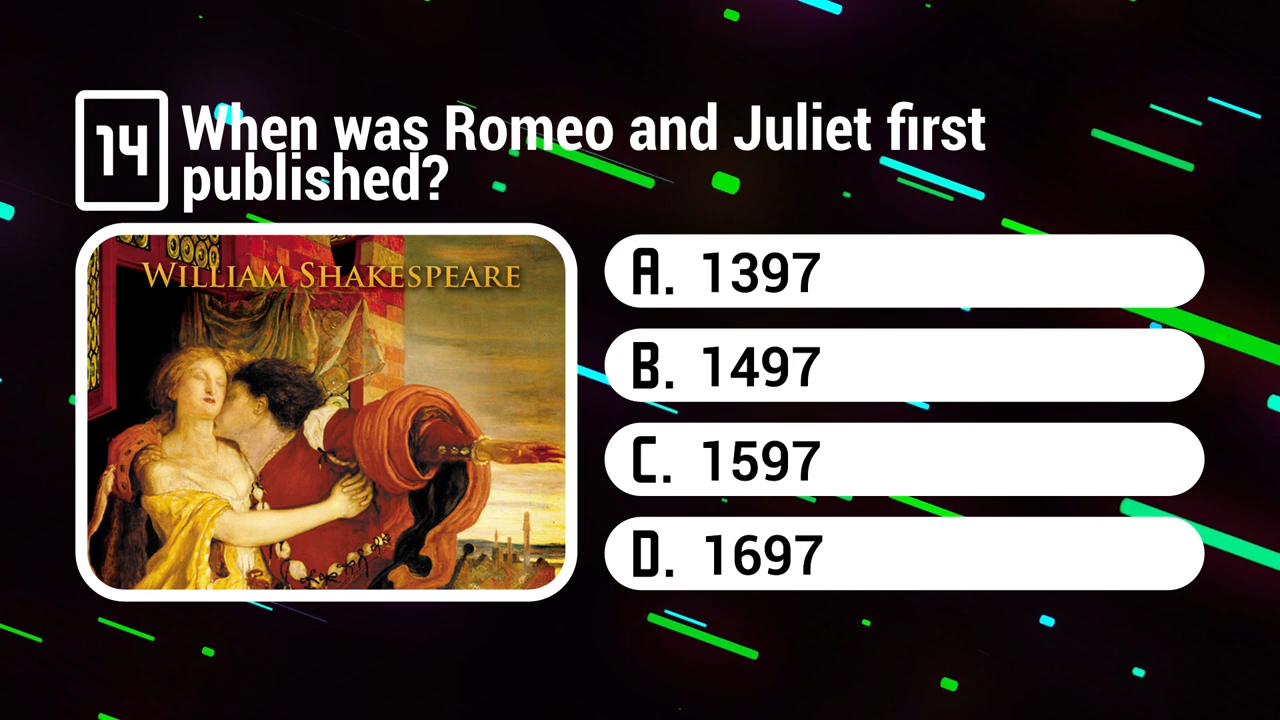 14
When was Romeo and Juliet first
published?
WILLIAM SHAKESPEARE
A. 1397
B. 1497
C. 1597
D. 1697